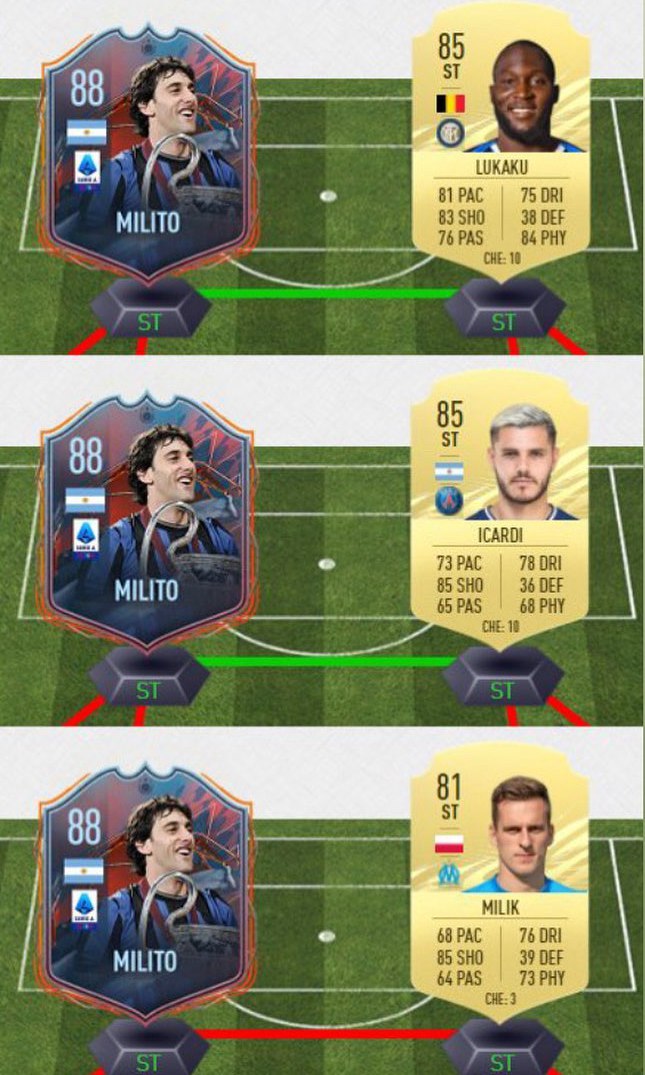 88
SERIE A
MILITO
ST
85
ST
LUKAKU
81 PAC 75 DRI
83 SHO 38 DEF
76 PAS 84 PHY
CHE: 10
ST
88
SERIE A
MILITO
ST
85
ST
ICARDI
73 PAC 78 DRI
85 SHO 36 DEF
65 PAS 68 PHY
CHE: 10
ST
88
SERIE A
MILITO
ST
81
ST
MILIK
68 PAC 76 DRI
85 SHO 39 DEF
64 PAS 73 PHY
CHE: 3
ST